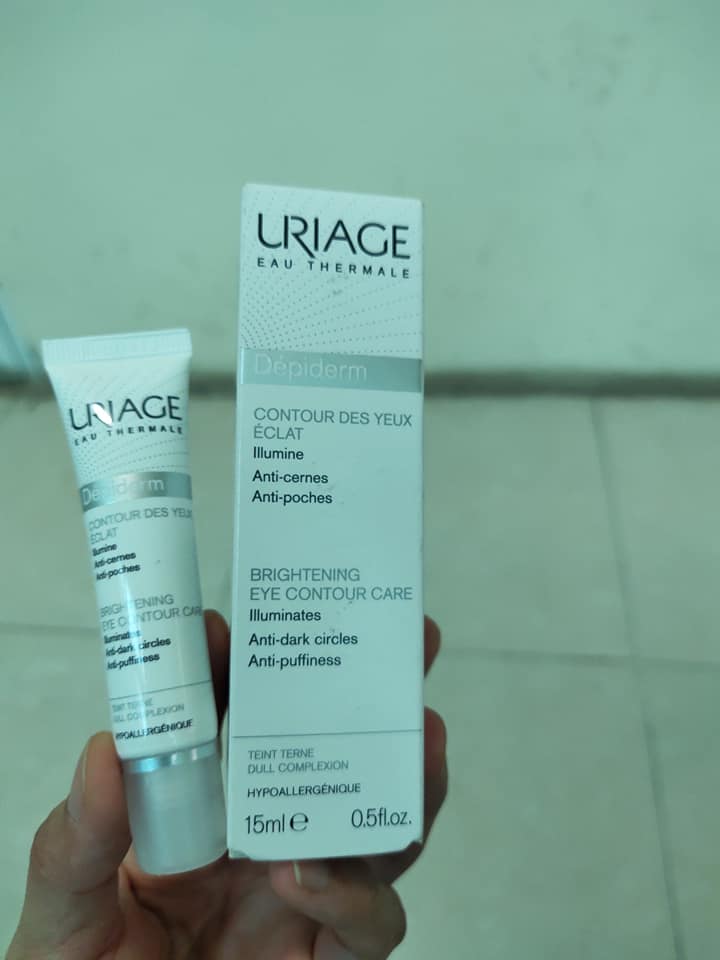 URIAGE
EAU THERMALE
Dépiderm
CONTOUR DES YEUX
ÉCLAT
Illumine
Anti-cernes
Anti-poches
BRIGHTENING
EYE CONTOUR CARE
Illuminates
Anti-dark circles
Anti-puffiness
TEINT TERNE
DULL COMPLEXION
HYPOALLERGÉNIQUE
URIAGE
EAU THERMALE
Dépiderm
CONTOUR DES YEUX
ÉCLAT
Illumine
Anti-cernes
Anti-poches
BRIGHTENING
EYE CONTOUR CARE
Illuminates
Anti-dark circles
Anti-puffiness
TEINT TERNE
DULL COMPLEXION
HYPOALLERGÉNIQUE
15ml e 0.5fl.oz.